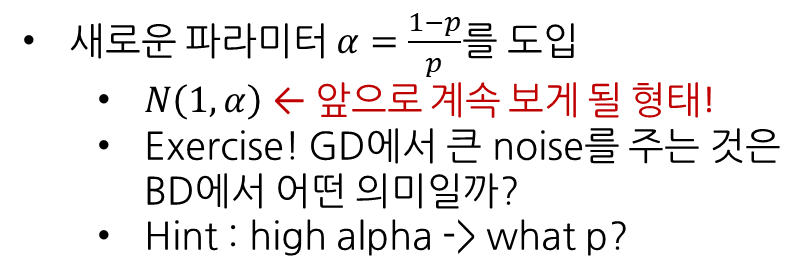 • 새로운 파라미터 𝛼 = \frac{1−𝑝}{𝑝}를 도입
• 𝑁(1, 𝛼) ← 앞으로 계속 보게 될 형태!
• Exercise! GD에서 큰 noise를 주는 것은
BD에서 어떤 의미일까?
• Hint : high alpha -> what p?